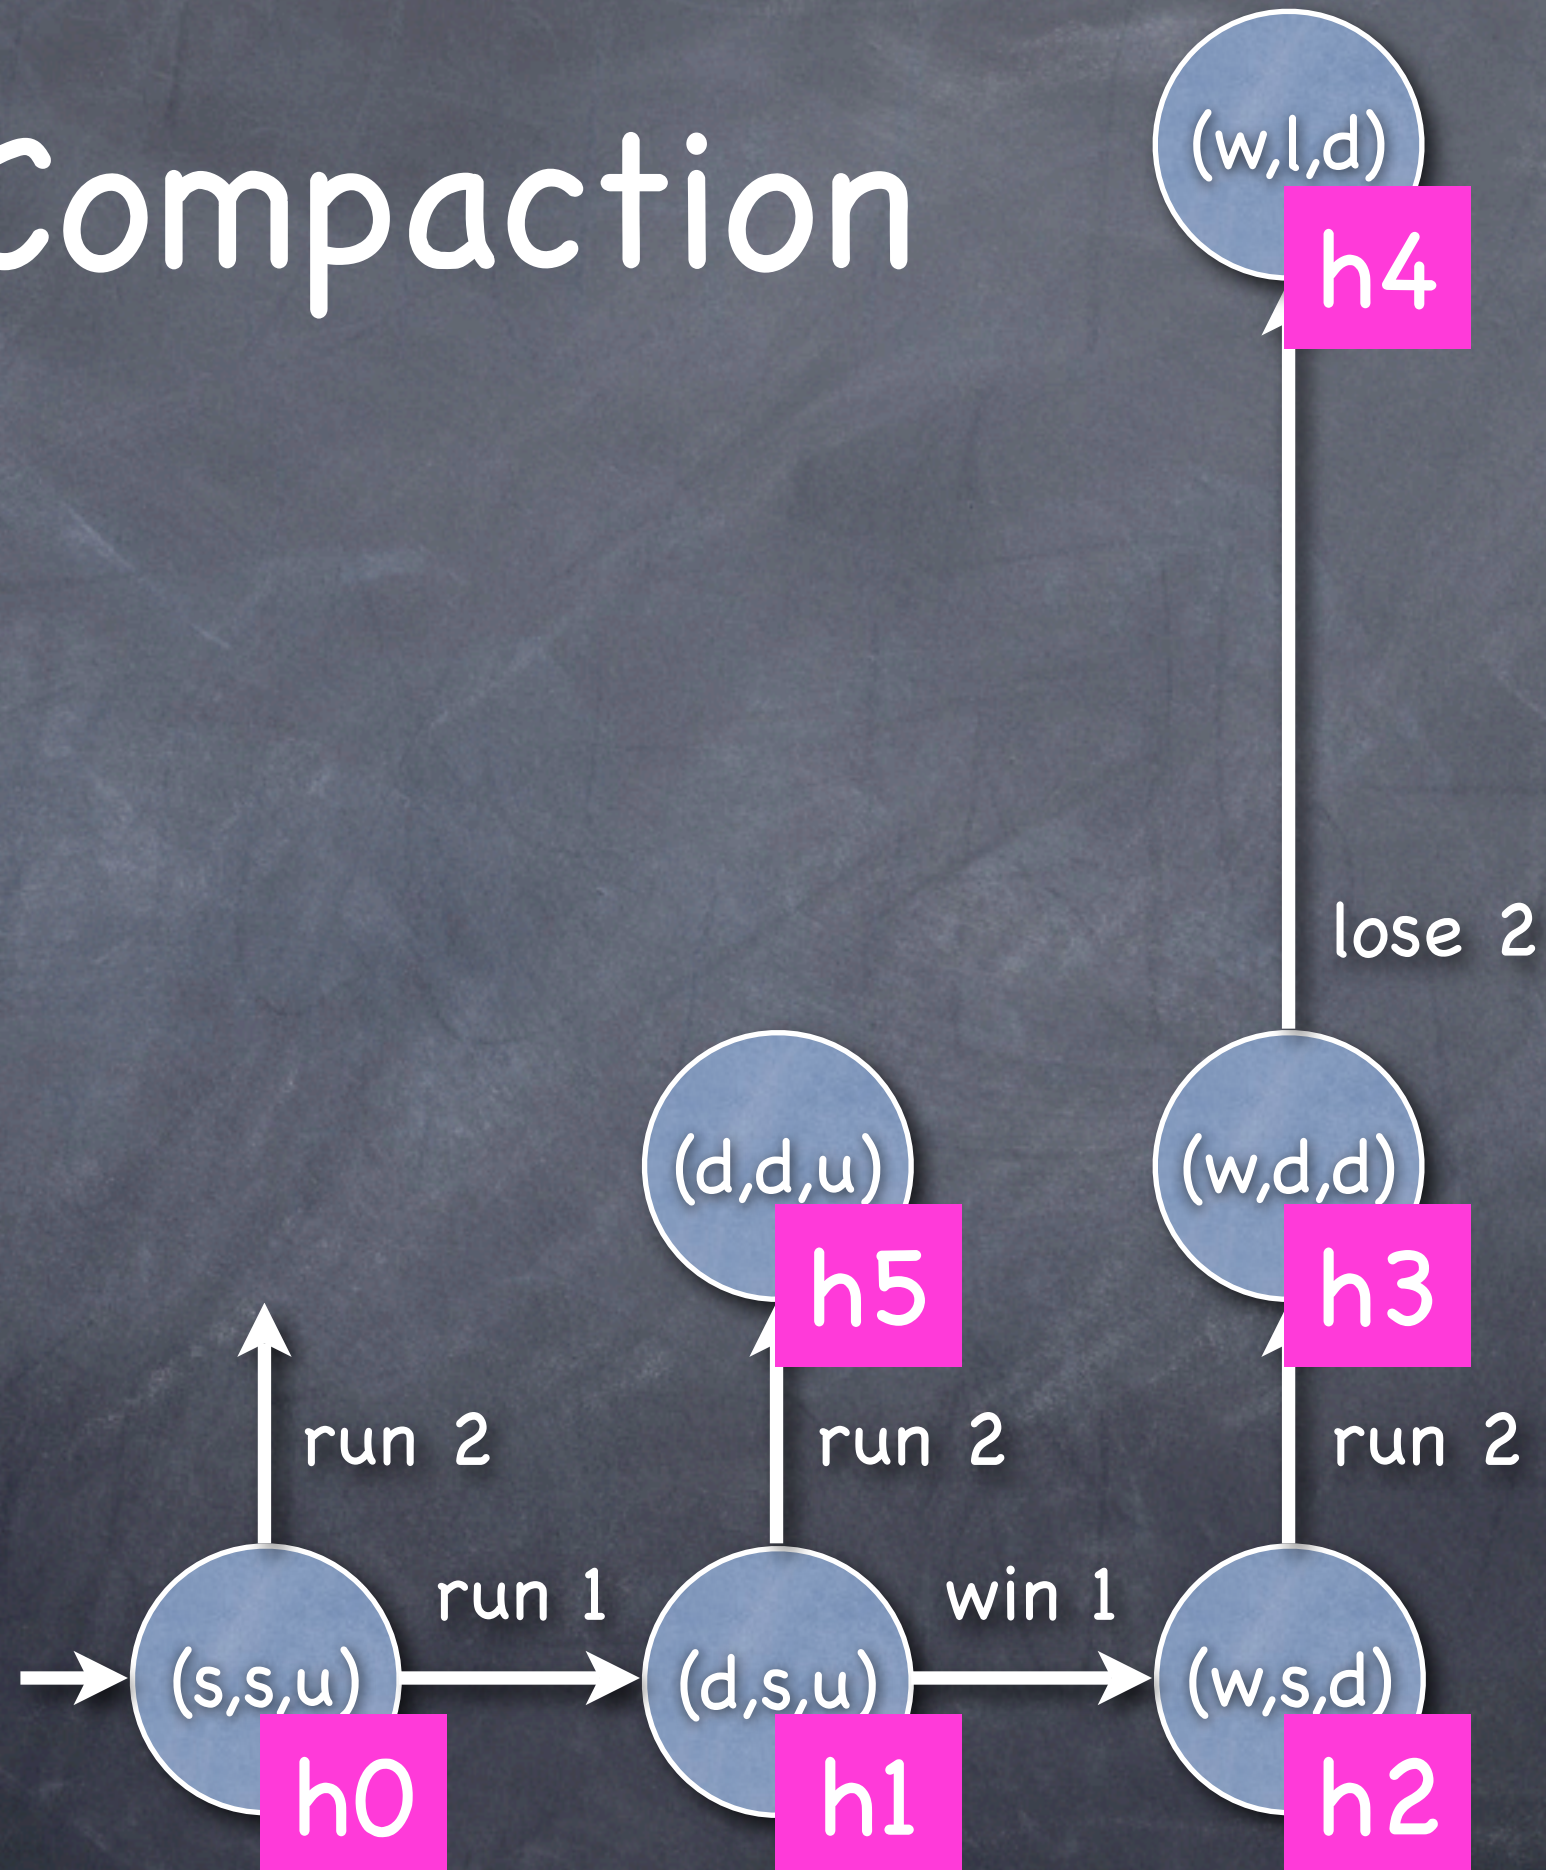 Compaction
(w,l,d)
h4
lose 2
(d,d,u)
(w,d,d)
h5
h3
run 2
run 2
run 2
run 1
win 1
(s,s,u)
(d,s,u)
(w,s,d)
h0
h1
h2